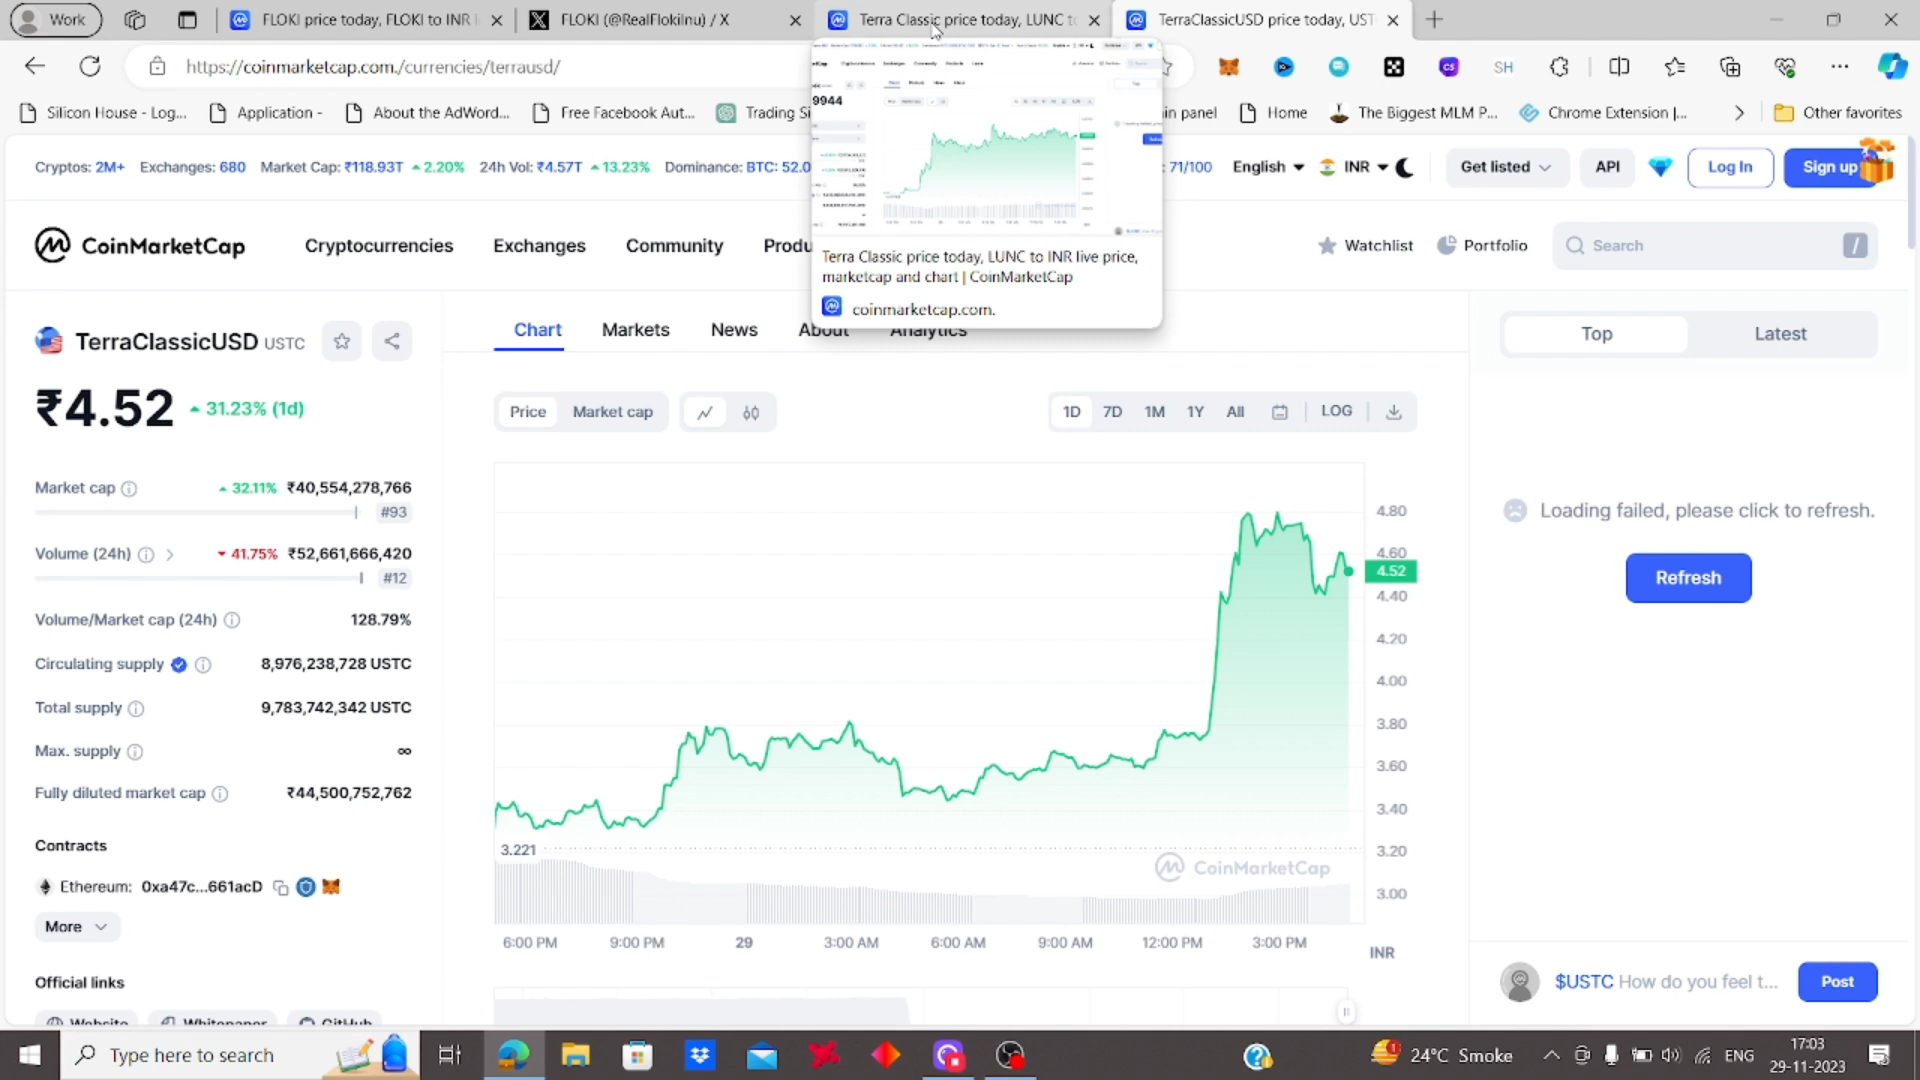 Work
FLOKI price today, FLOKI to INR l
FLOKI (@RealFlokiInu) / X
Terra Classic price today, LUNC to
TerraClassicUSD price today, UST
https://coinmarketcap.com./currencies/terrausd/
SH
Silicon House - Log...
Application -
About the AdWord...
Free Facebook Aut...
Trading Si
in panel
Home
The Biggest MLM P...
Chrome Extension |...
Other favorites
9944
Terra Classic price today, LUNC to INR live price,
marketcap and chart | CoinMarketCap
coinmarketcap.com.
Cryptos: 2M+ Exchanges: 680 Market Cap: ₹118.93T 2.20% 24h Vol: ₹4.57T 13.23% Dominance: BTC: 52.0
: 71/100 English INR Get listed API Log In Sign up
CoinMarketCap Cryptocurrencies Exchanges Community Produ
Watchlist Portfolio Search /
TerraClassicUSD USTC
₹4.52 31.23% (1d)
Market cap 32.11% ₹40,554,278,766
#93
Volume (24h) 41.75% ₹52,661,666,420
#12
Volume/Market cap (24h) 128.79%
Circulating supply 8,976,238,728 USTC
Total supply 9,783,742,342 USTC
Max. supply ∞
Fully diluted market cap ₹44,500,752,762
Contracts
Ethereum: 0xa47c...661acD
More
Official links
Website Whitepaper GitHub
Chart Markets News About Analytics
Price Market cap
1D 7D 1M 1Y All LOG
4.80
4.60
4.52
4.40
4.20
4.00
3.80
3.60
3.40
3.20
3.00
3.221
CoinMarketCap
6:00 PM 9:00 PM 29 3:00 AM 6:00 AM 9:00 AM 12:00 PM 3:00 PM
INR
Top Latest
Loading failed, please click to refresh.
Refresh
$USTC How do you feel t...
Post
Type here to search
24°C Smoke
ENG
17:03
29-11-2023